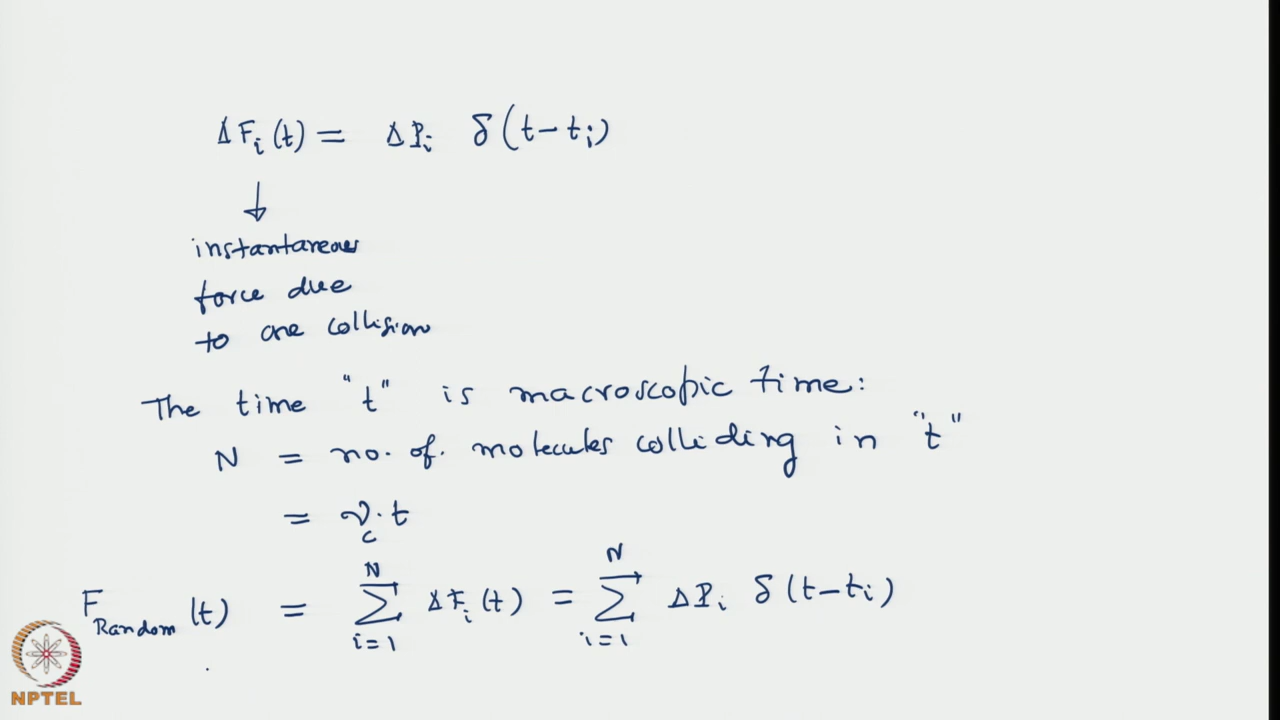 ΔF_i(t) = ΔP_i δ(t-t_i)
↓
instantaneous
force due
to one collision
The time "t" is macroscopic time:
N = no. of. molecules colliding in "t"
= ν_c . t
F_Random (t) = Σ_{i=1}^{N} ΔF_i(t) = Σ_{i=1}^{N} ΔP_i δ(t-t_i)
NPTEL